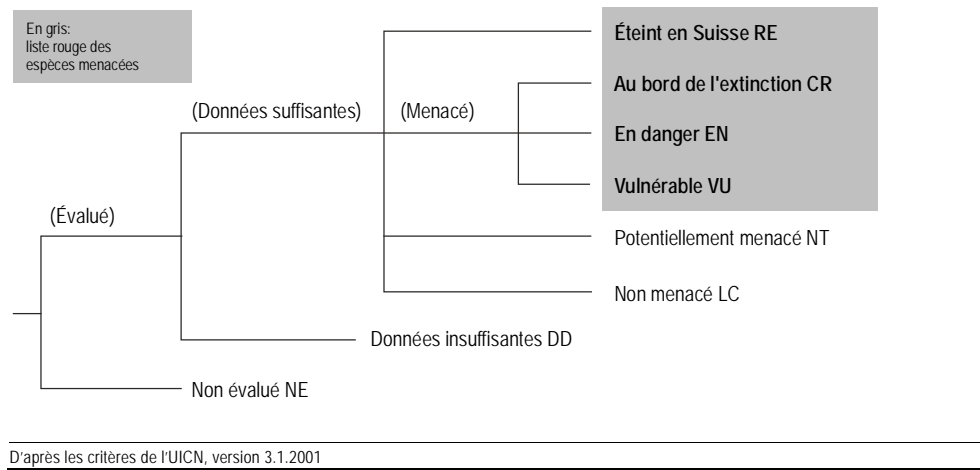 En gris:
liste rouge des
espèces menacées
Éteint en Suisse RE
Au bord de l'extinction CR
(Données suffisantes)
(Menacé)
En danger EN
Vulnérable VU
(Évalué)
Potentiellement menacé NT
Non menacé LC
Données insuffisantes DD
Non évalué NE
D'après les critères de l'UICN, version 3.1.2001